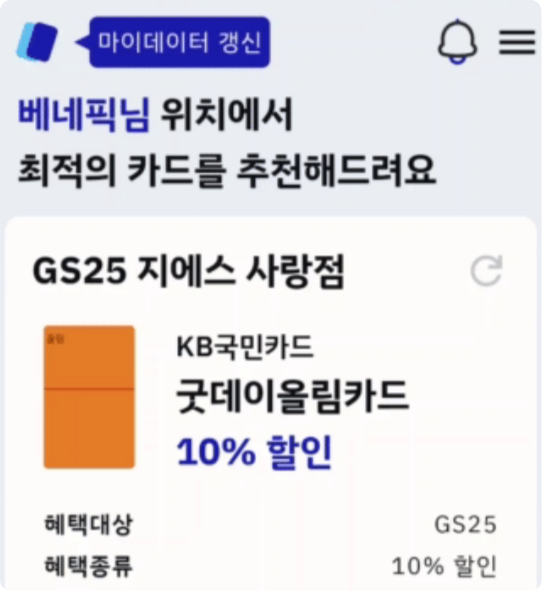 마이데이터 갱신
베네픽님 위치에서
최적의 카드를 추천해드려요
GS25 지에스 사랑점
올림
KB국민카드
굿데이올림카드
10% 할인
혜택대상 GS25
혜택종류 10% 할인